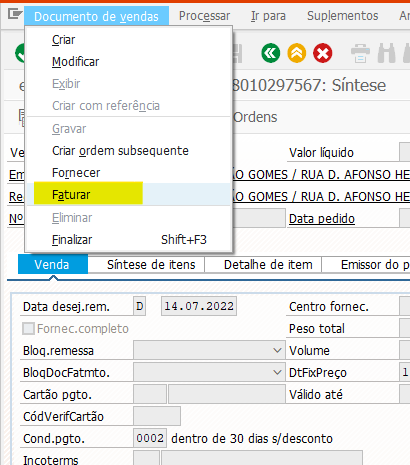 Documento de vendas Processar Ir para Suplementos
Criar
Modificar
Exibir
Criar com referência
Gravar
Criar ordem subsequente
Fornecer
Faturar
Eliminar
Finalizar Shift+F3
8010297567: Síntese
Ordens
Valor líquido
GOMES / RUA D. AFONSO HE
GOMES / RUA D. AFONSO HE
Nº Data pedido
Venda Síntese de itens Detalhe de item Emissor do p
Data desej.rem. D 14.07.2022 Centro fornec.
Fornec.completo Peso total
Bloq.remessa Volume
BloqDocFatmto. DtFixPreço 1
Cartão pgto. Válido até
CódVerifCartão
Cond.pgto. 0002 dentro de 30 dias s/desconto
Incoterms